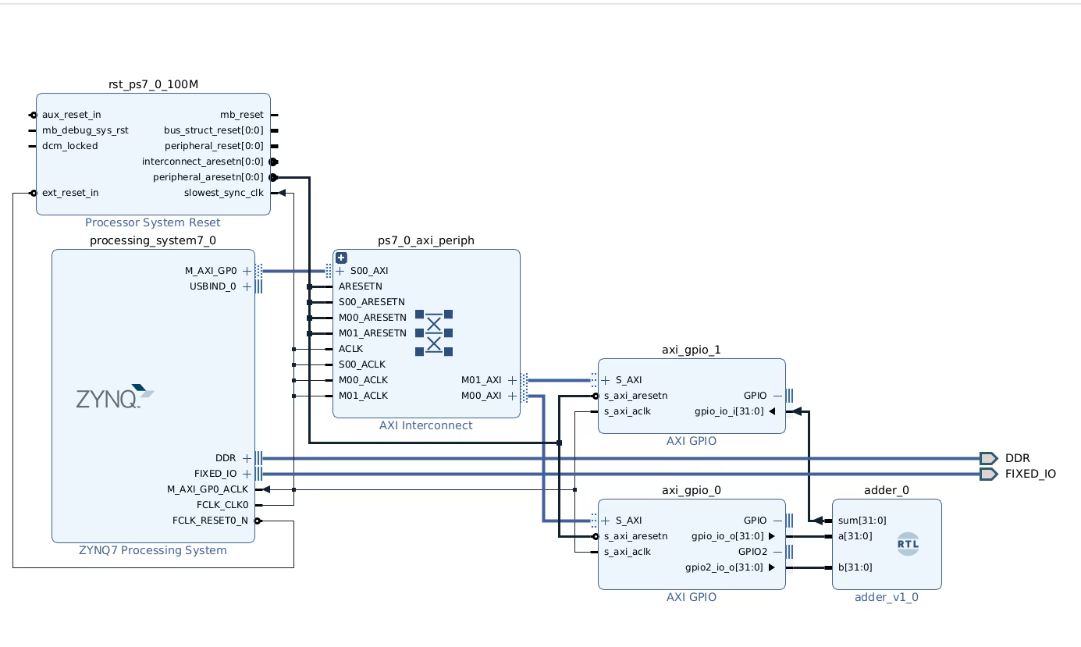 rst_ps7_0_100M
aux_reset_in
mb_debug_sys_rst
dcm_locked
ext_reset_in
mb_reset
bus_struct_reset[0:0]
peripheral_reset[0:0]
interconnect_aresetn[0:0]
peripheral_aresetn[0:0]
slowest_sync_clk
Processor System Reset
processing_system7_0
M_AXI_GP0
USBIND_0
ZYNQ
DDR
FIXED_IO
M_AXI_GP0_ACLK
FCLK_CLK0
FCLK_RESET0_N
ZYNQ7 Processing System
ps7_0_axi_periph
S00_AXI
ARESETN
S00_ARESETN
M00_ARESETN
M01_ARESETN
ACLK
S00_ACLK
M00_ACLK
M01_ACLK
M01_AXI
M00_AXI
AXI Interconnect
axi_gpio_1
S_AXI
s_axi_aresetn
s_axi_aclk
GPIO
gpio_io_i[31:0]
AXI GPIO
DDR
FIXED_IO
axi_gpio_0
S_AXI
s_axi_aresetn
s_axi_aclk
GPIO
gpio_io_o[31:0]
GPIO2
gpio2_io_o[31:0]
AXI GPIO
adder_0
sum[31:0]
a[31:0]
b[31:0]
RTL
adder_v1_0